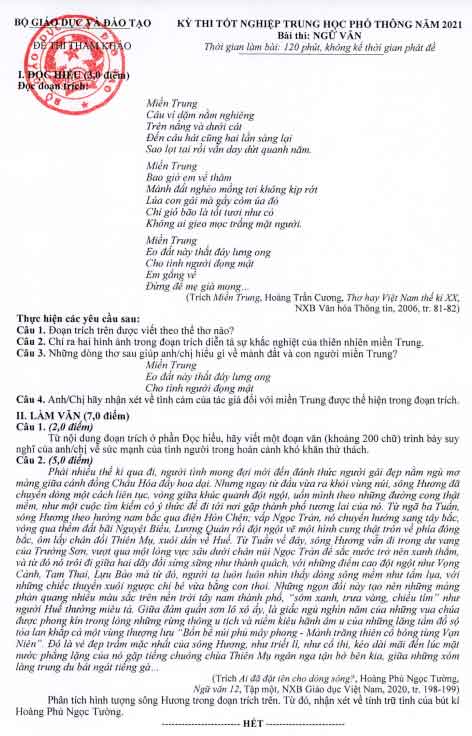 BỘ GIÁO DỤC VÀ ĐÀO TẠO
ĐỀ THI THAM KHẢO
KỲ THI TỐT NGHIỆP TRUNG HỌC PHỔ THÔNG NĂM 2021
Bài thi: NGỮ VĂN
Thời gian làm bài: 120 phút, không kể thời gian phát đề
I. ĐỌC HIỂU (3,0 điểm)
Đọc đoạn trích:
Miền Trung
Câu ví dặm nằm nghiêng
Trên nắng và dưới cát
Đến câu hát cũng hai lần sàng lại
Sao lọt tai rồi vẫn day dứt quanh năm.
Miền Trung
Bao giờ em về thăm
Mảnh đất nghèo mồng tơi không kịp rớt
Lúa con gái mà gầy còm úa đỏ
Chỉ gió bão là tốt tươi như cỏ
Không ai gieo mọc trắng mặt người.
Miền Trung
Eo đất này thắt đáy lưng ong
Cho tình người đọng mật
Em gắng về
Đừng để mẹ già mong...
(Trích Miền Trung, Hoàng Trần Cương, Thơ hay Việt Nam thế kỉ XX,
NXB Văn hóa Thông tin, 2006, tr. 81-82)
Thực hiện các yêu cầu sau:
Câu 1. Đoạn trích trên được viết theo thể thơ nào?
Câu 2. Chỉ ra hai hình ảnh trong đoạn trích diễn tả sự khắc nghiệt của thiên nhiên miền Trung.
Câu 3. Những dòng thơ sau giúp anh/chị hiểu gì về mảnh đất và con người miền Trung?
Miền Trung
Eo đất này thắt đáy lưng ong
Cho tình người đọng mật
Câu 4. Anh/Chị hãy nhận xét về tình cảm của tác giả đối với miền Trung được thể hiện trong đoạn trích.
II. LÀM VĂN (7,0 điểm)
Câu 1. (2,0 điểm)
Từ nội dung đoạn trích ở phần Đọc hiểu, hãy viết một đoạn văn (khoảng 200 chữ) trình bày suy
nghĩ của anh/chị về sức mạnh của tình người trong hoàn cảnh khó khăn thử thách.
Câu 2. (5,0 điểm)
Phải nhiều thế kỉ qua đi, người tình mong đợi mới đến đánh thức người gái đẹp nằm ngủ mơ
màng giữa cánh đồng Châu Hóa đầy hoa dại. Nhưng ngay từ đầu vừa ra khỏi vùng núi, sông Hương đã
chuyển dòng một cách liên tục, vòng giữa khúc quanh đột ngột, uốn mình theo những đường cong thật
mềm, như một cuộc tìm kiếm có ý thức để đi tới nơi gặp thành phố tương lai của nó. Từ ngã ba Tuần,
sông Hương theo hướng nam bắc qua điện Hòn Chén; vấp Ngọc Trản, nó chuyển hướng sang tây bắc,
vòng qua thềm đất bãi Nguyệt Biều, Lương Quán rồi đột ngột vẽ một hình cung thật tròn về phía đông
bắc, ôm lấy chân đồi Thiên Mụ, xuôi dần về Huế. Từ Tuần về đây, sông Hương vẫn đi trong dư vang
của Trường Sơn, vượt qua một lòng vực sâu dưới chân núi Ngọc Trản để sắc nước trở nên xanh thẳm,
và từ đó nó trôi đi giữa hai dãy đồi sừng sững như thành quách, với những điểm cao đột ngột như Vọng
Cảnh, Tam Thai, Lựu Bảo mà từ đó, người ta luôn luôn nhìn thấy dòng sông mềm như tấm lụa, với
những chiếc thuyền xuôi ngược chỉ bé vừa bằng con thoi. Những ngọn đồi này tạo nên những mảng
phản quang nhiều màu sắc trên nền trời tây nam thành phố, "sớm xanh, trưa vàng, chiều tím" như
người Huế thường miêu tả. Giữa đám quần sơn lô xô ấy, là giấc ngủ nghìn năm của những vua chúa
được phong kín trong lòng những rừng thông u tịch và niềm kiêu hãnh âm u của những lăng tẩm đồ sộ
tỏa lan khắp cả một vùng thượng lưu "Bốn bề núi phủ mây phong - Mảnh trăng thiên cổ bóng tùng Vạn
Niên". Đó là vẻ đẹp trầm mặc nhất của sông Hương, như triết lí, như cổ thi, kéo dài mãi đến lúc mặt
nước phẳng lặng của nó gặp tiếng chuông chùa Thiên Mụ ngân nga tận bờ bên kia, giữa những xóm
làng trung du bát ngát tiếng gà...
(Trích Ai đã đặt tên cho dòng sông?, Hoàng Phủ Ngọc Tường,
Ngữ văn 12, Tập một, NXB Giáo dục Việt Nam, 2020, tr. 198-199)
Phân tích hình tượng sông Hương trong đoạn trích trên. Từ đó, nhận xét về tính trữ tình của bút kí
Hoàng Phủ Ngọc Tường.
------------------------ HẾT ------------------------